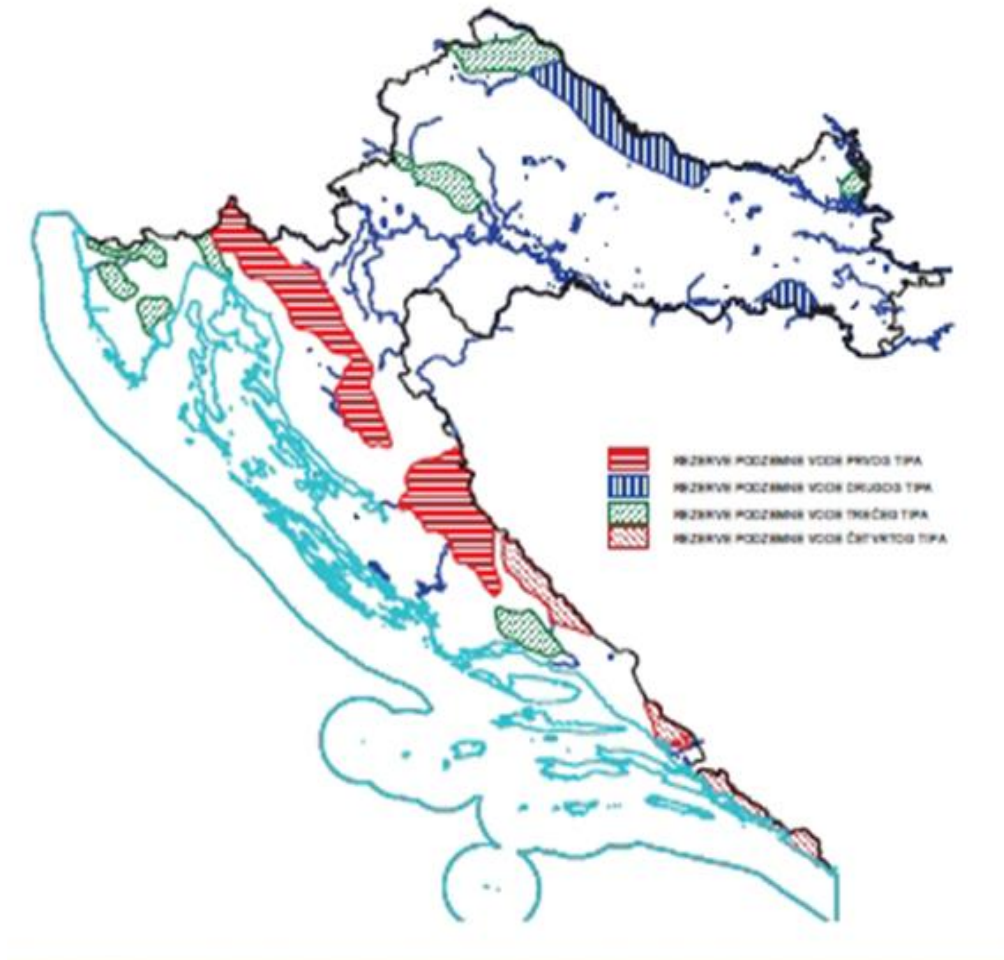 REZERVE PODZEMNE VODE PRVOG TIPA
REZERVE PODZEMNE VODE DRUGOG TIPA
REZERVE PODZEMNE VODE TREĆEG TIPA
REZERVE PODZEMNE VODE ČETVRTOG TIPA